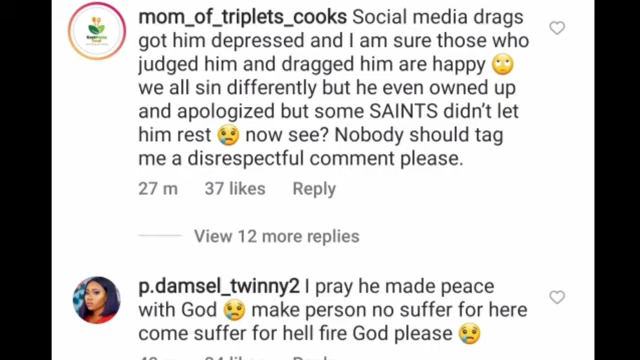 mom_of_triplets_cooks Social media drags
got him depressed and I am sure those who
judged him and dragged him are happy 🙄
we all sin differently but he even owned up
and apologized but some SAINTS didn't let
him rest 😢 now see? Nobody should tag
me a disrespectful comment please.
27 m 37 likes Reply
View 12 more replies
p.damsel_twinny2 I pray he made peace
with God 😢 make person no suffer for here
come suffer for hell fire God please 😢